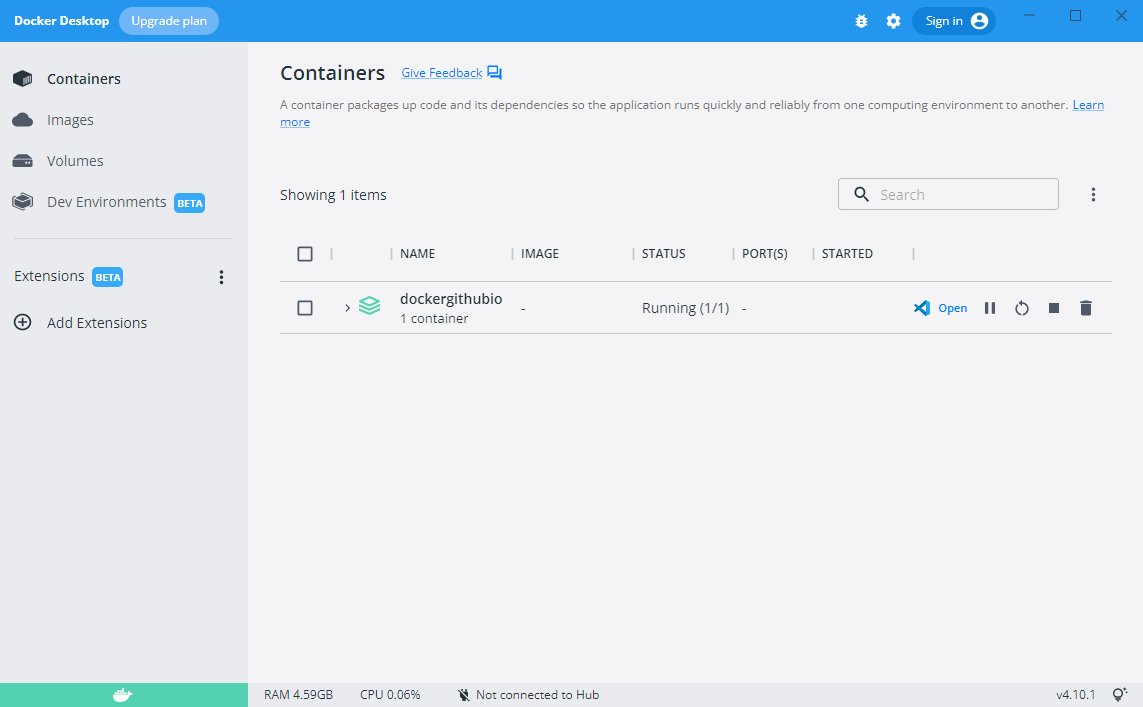 Docker Desktop Upgrade plan Sign in
Containers
Images
Volumes
Dev Environments BETA
Extensions BETA
Add Extensions
Containers Give Feedback
A container packages up code and its dependencies so the application runs quickly and reliably from one computing environment to another. Learn
more
Showing 1 items Search
NAME IMAGE STATUS PORT(S) STARTED
dockergithubio
1 container - Running (1/1) - Open
RAM 4.59GB CPU 0.06% Not connected to Hub v4.10.1